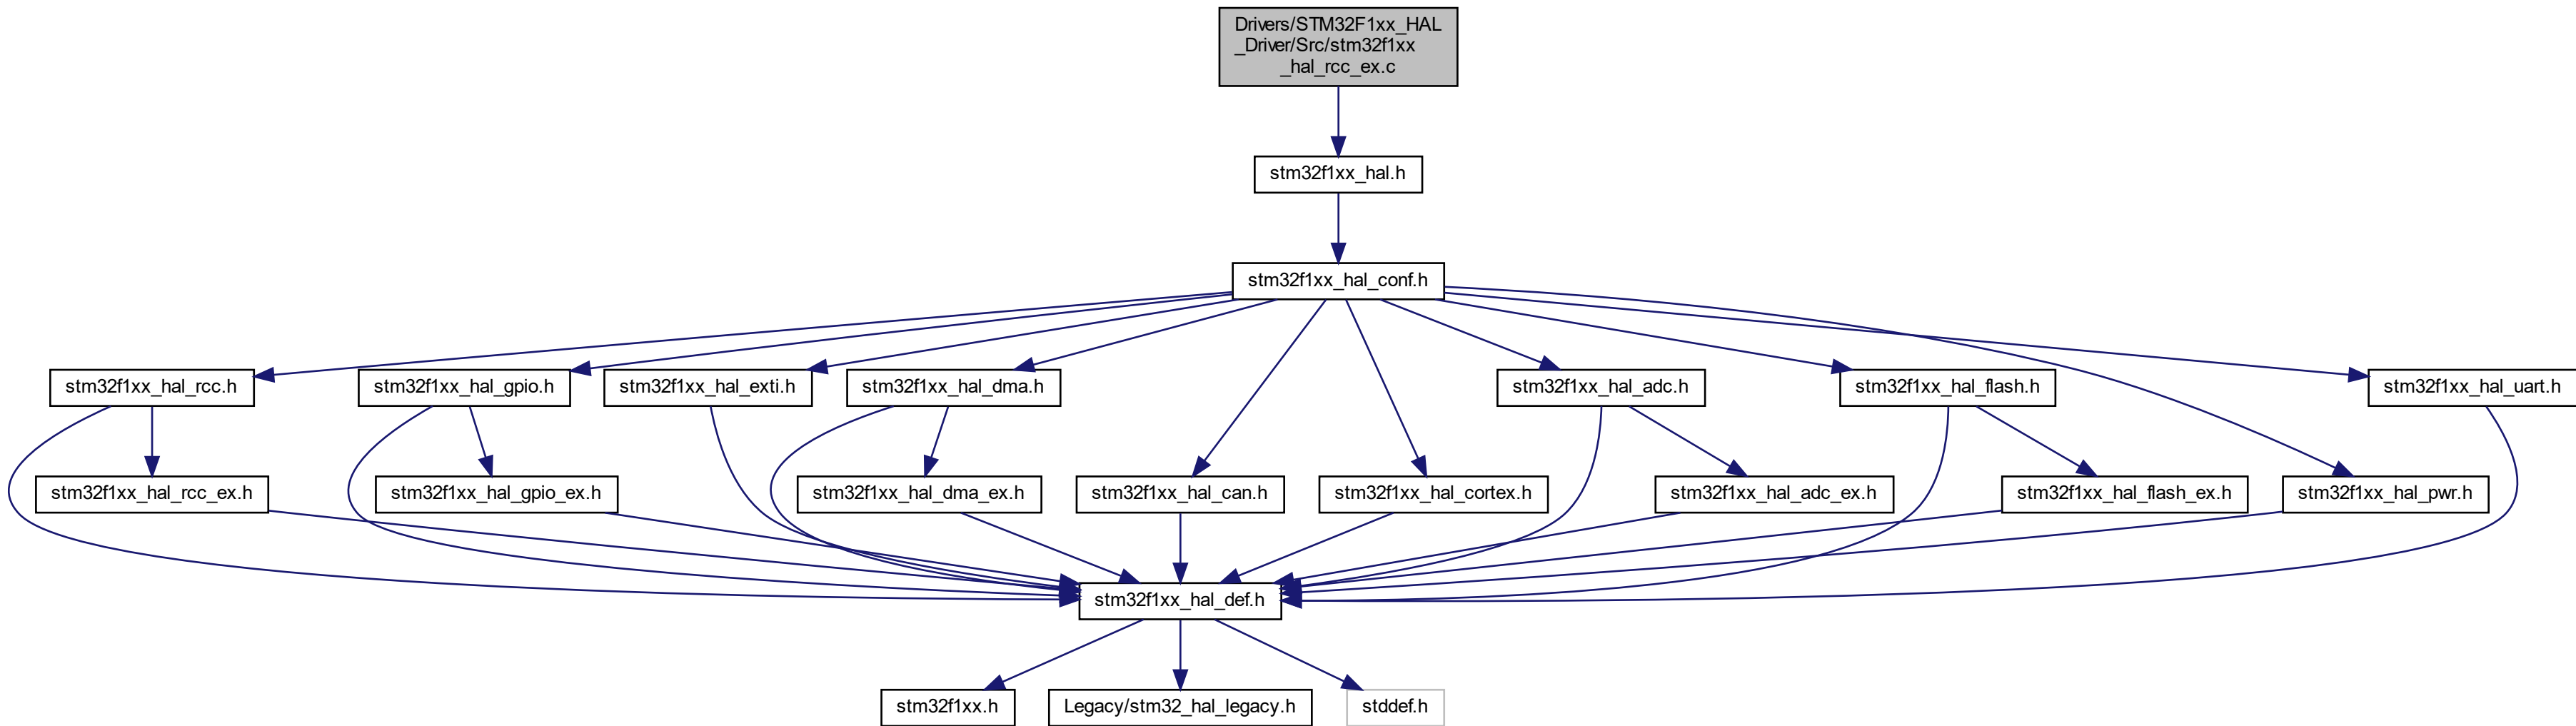 Drivers/STM32F1xx_HAL
_Driver/Src/stm32f1xx
_hal_rcc_ex.c
stm32f1xx_hal.h
stm32f1xx_hal_conf.h
stm32f1xx_hal_rcc.h
stm32f1xx_hal_gpio.h
stm32f1xx_hal_exti.h
stm32f1xx_hal_dma.h
stm32f1xx_hal_adc.h
stm32f1xx_hal_flash.h
stm32f1xx_hal_uart.h
stm32f1xx_hal_rcc_ex.h
stm32f1xx_hal_gpio_ex.h
stm32f1xx_hal_dma_ex.h
stm32f1xx_hal_can.h
stm32f1xx_hal_cortex.h
stm32f1xx_hal_adc_ex.h
stm32f1xx_hal_flash_ex.h
stm32f1xx_hal_pwr.h
stm32f1xx_hal_def.h
stm32f1xx.h
Legacy/stm32_hal_legacy.h
stddef.h